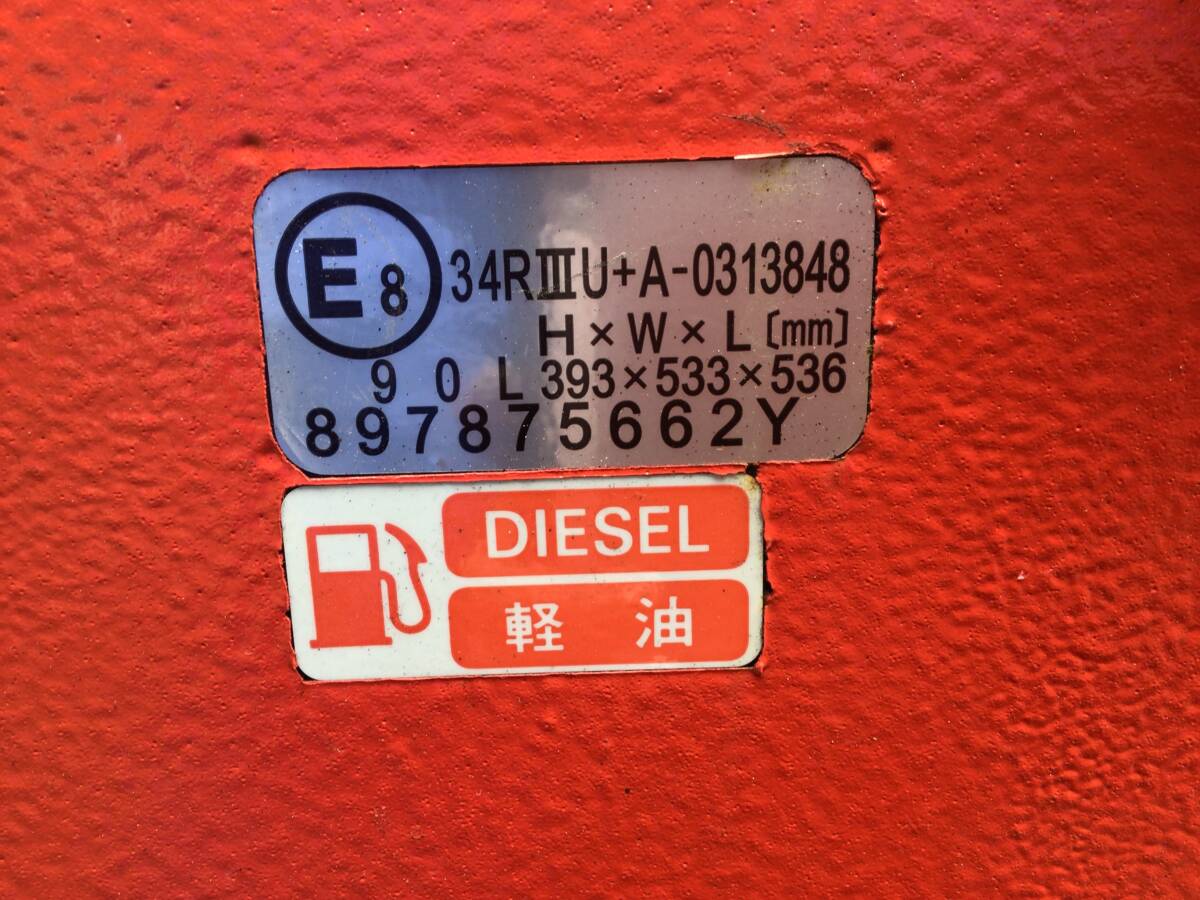 E8 34RⅢU+A-0313848
H×W×L〔mm〕
90L 393×533×536
897875662Y
DIESEL
軽油